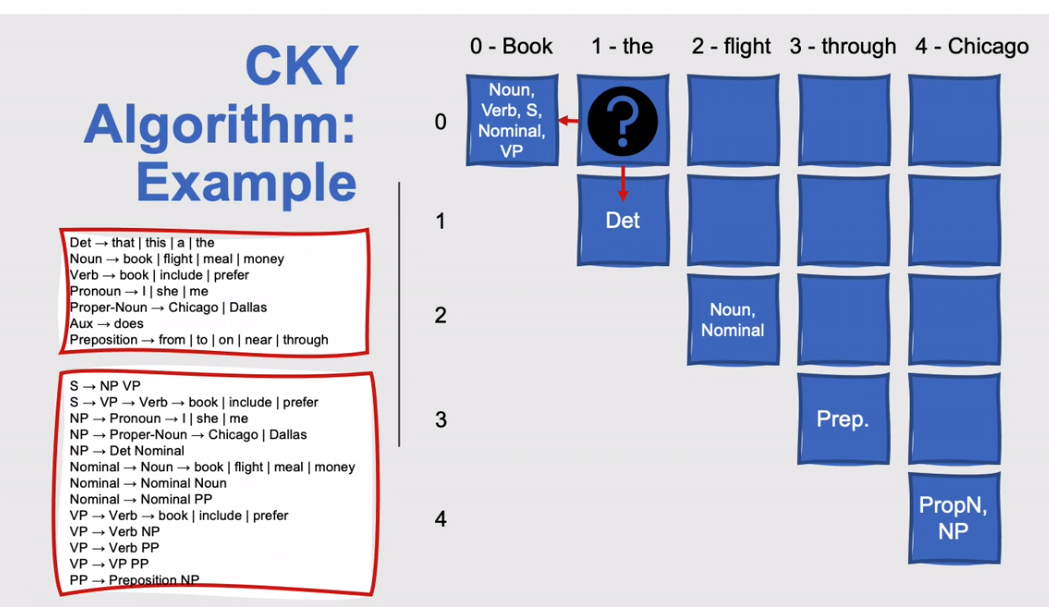 CKY
Algorithm:
Example
Det → that | this | a | the
Noun → book | flight | meal | money
Verb → book | include | prefer
Pronoun → I | she | me
Proper-Noun → Chicago | Dallas
Aux → does
Preposition → from | to | on | near | through
S → NP VP
S → VP → Verb → book | include | prefer
NP → Pronoun → I | she | me
NP → Proper-Noun → Chicago | Dallas
NP → Det Nominal
Nominal → Noun → book | flight | meal | money
Nominal → Nominal Noun
Nominal → Nominal PP
VP → Verb → book | include | prefer
VP → Verb NP
VP → Verb PP
VP → VP PP
PP → Preposition NP
0 - Book 1 - the 2 - flight 3 - through 4 - Chicago
0
Noun,
Verb, S,
Nominal,
VP
?
1
Det
2
Noun,
Nominal
3
Prep.
4
PropN,
NP